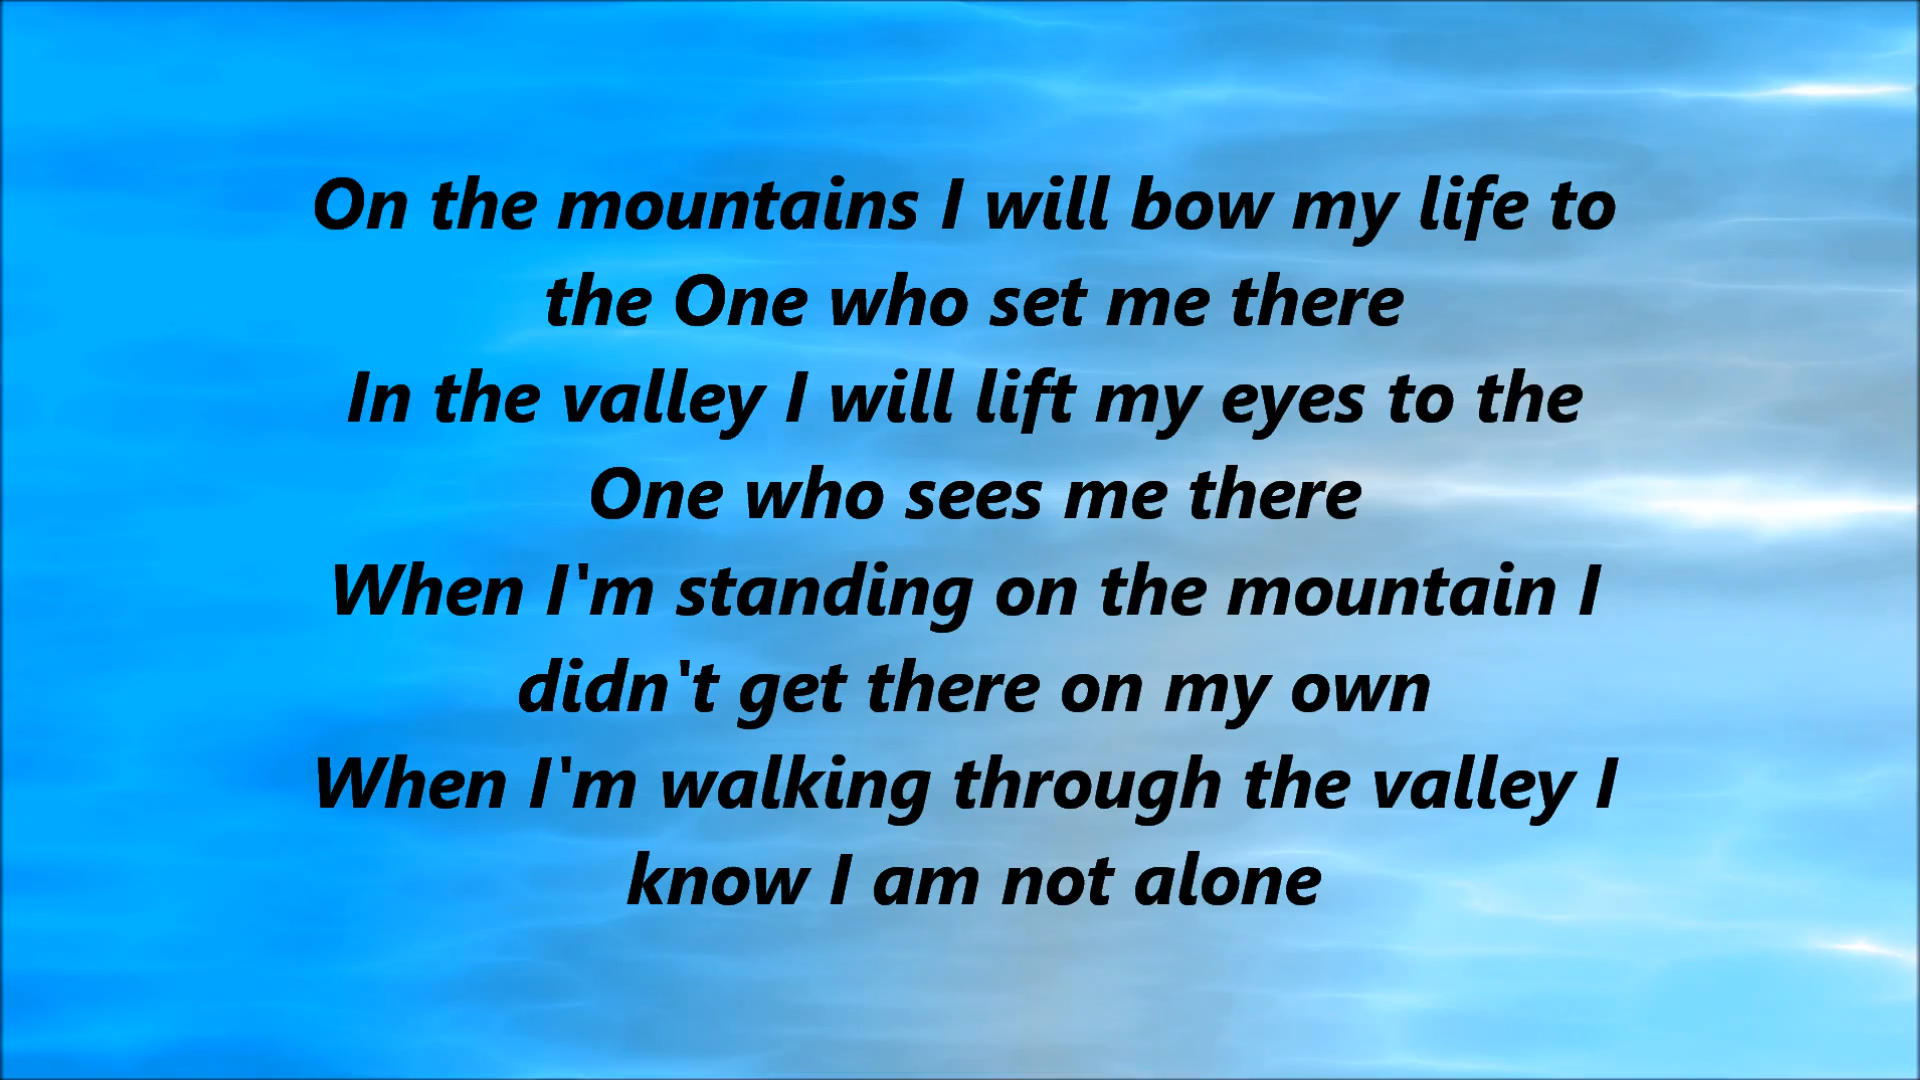 On the mountains I will bow my life to
the One who set me there
In the valley I will lift my eyes to the
One who sees me there
When I'm standing on the mountain I
didn't get there on my own
When I'm walking through the valley I
know I am not alone